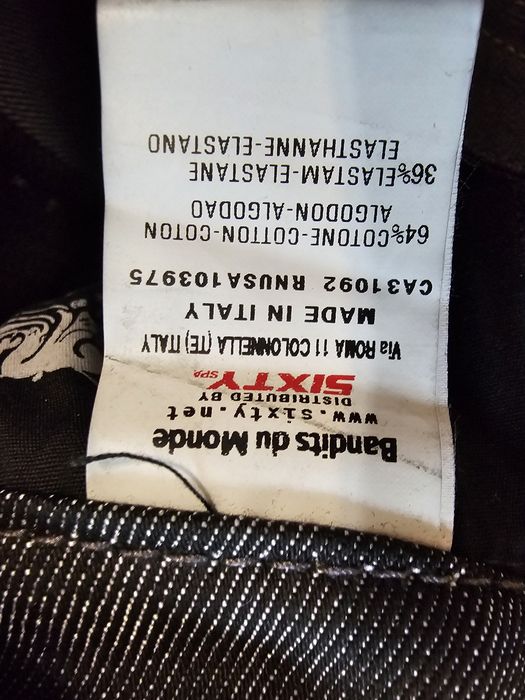 Bandits du Monde
www.sixty.net
DISTRIBUTED BY
SIXTY SPA
Via ROMA 11 COLONNELLA (TE) ITALY
MADE IN ITALY
CA31092 RNUSA103975
64%COTONE-COTTON-COTON
ALGODON-ALGODAO
36%ELASTAM-ELASTANE
ELASTHANNE-ELASTANO